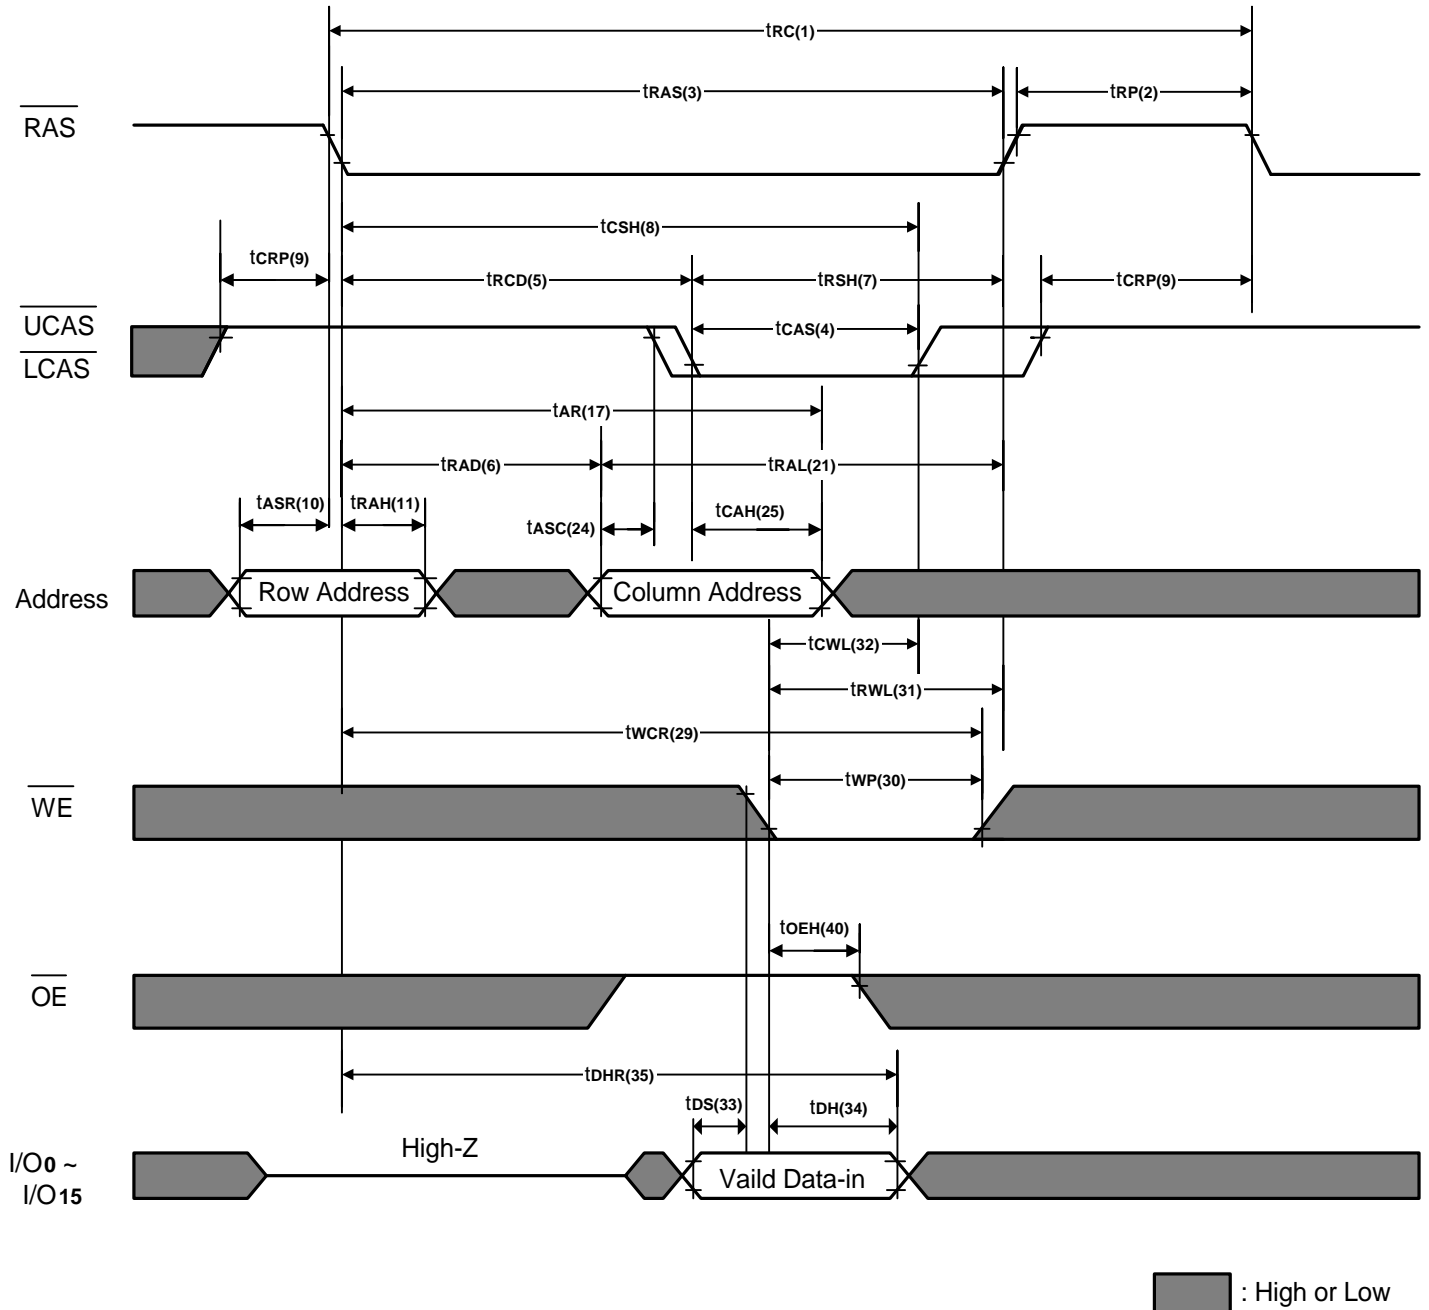 tRC(1)
tRAS(3)
tRP(2)
RAS
tCSH(8)
tCRP(9)
tRCD(5)
tRSH(7)
tCRP(9)
UCAS
tCAS(4)
LCAS
tAR(17)
tRAD(6)
tRAL(21)
tASR(10)
tRAH(11)
tASC(24)
tCAH(25)
Address
Row Address
Column Address
tCWL(32)
tRWL(31)
tWCR(29)
tWP(30)
WE
tOEH(40)
OE
tDHR(35)
tDS(33)
tDH(34)
High-Z
I/O0 ~
I/O15
Vaild Data-in
: High or Low